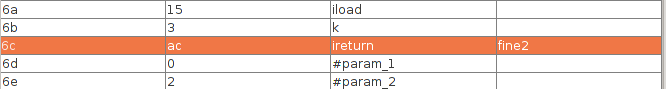 6a 15 iload
6b 3 k
6c ac ireturn fine2
6d 0 #param_1
6e 2 #param_2